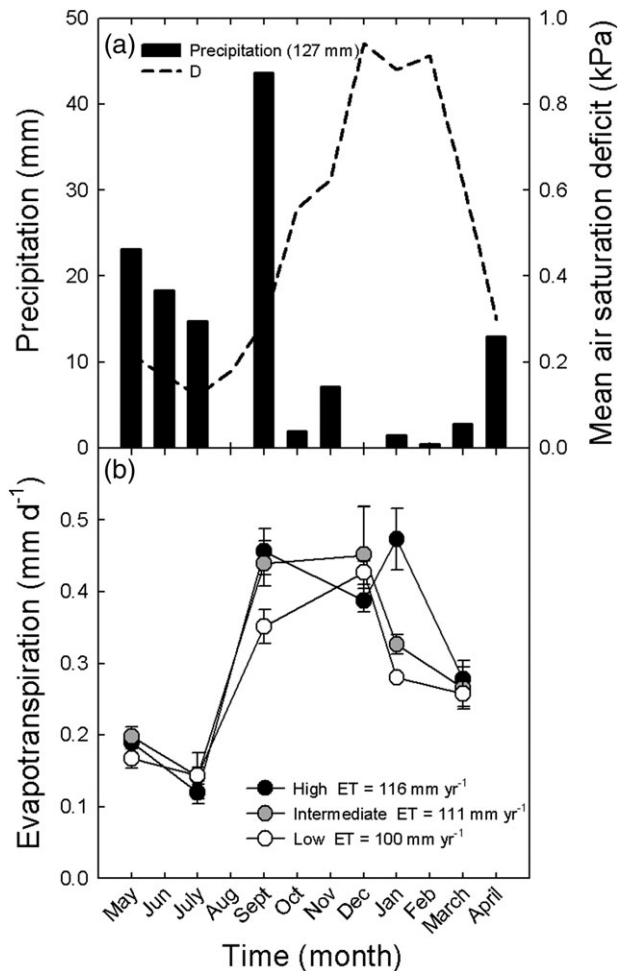 (a)
Precipitation (127 mm)
D
50
40
30
20
10
0
Precipitation (mm)
1.0
0.8
0.6
0.4
0.2
0.0
Mean air saturation deficit (kPa)
(b)
0.5
0.4
0.3
0.2
0.1
0.0
Evapotranspiration (mm d⁻¹)
High ET = 116 mm yr⁻¹
Intermediate ET = 111 mm yr⁻¹
Low ET = 100 mm yr⁻¹
May
Jun
July
Aug
Sept
Oct
Nov
Dec
Jan
Feb
March
April
Time (month)